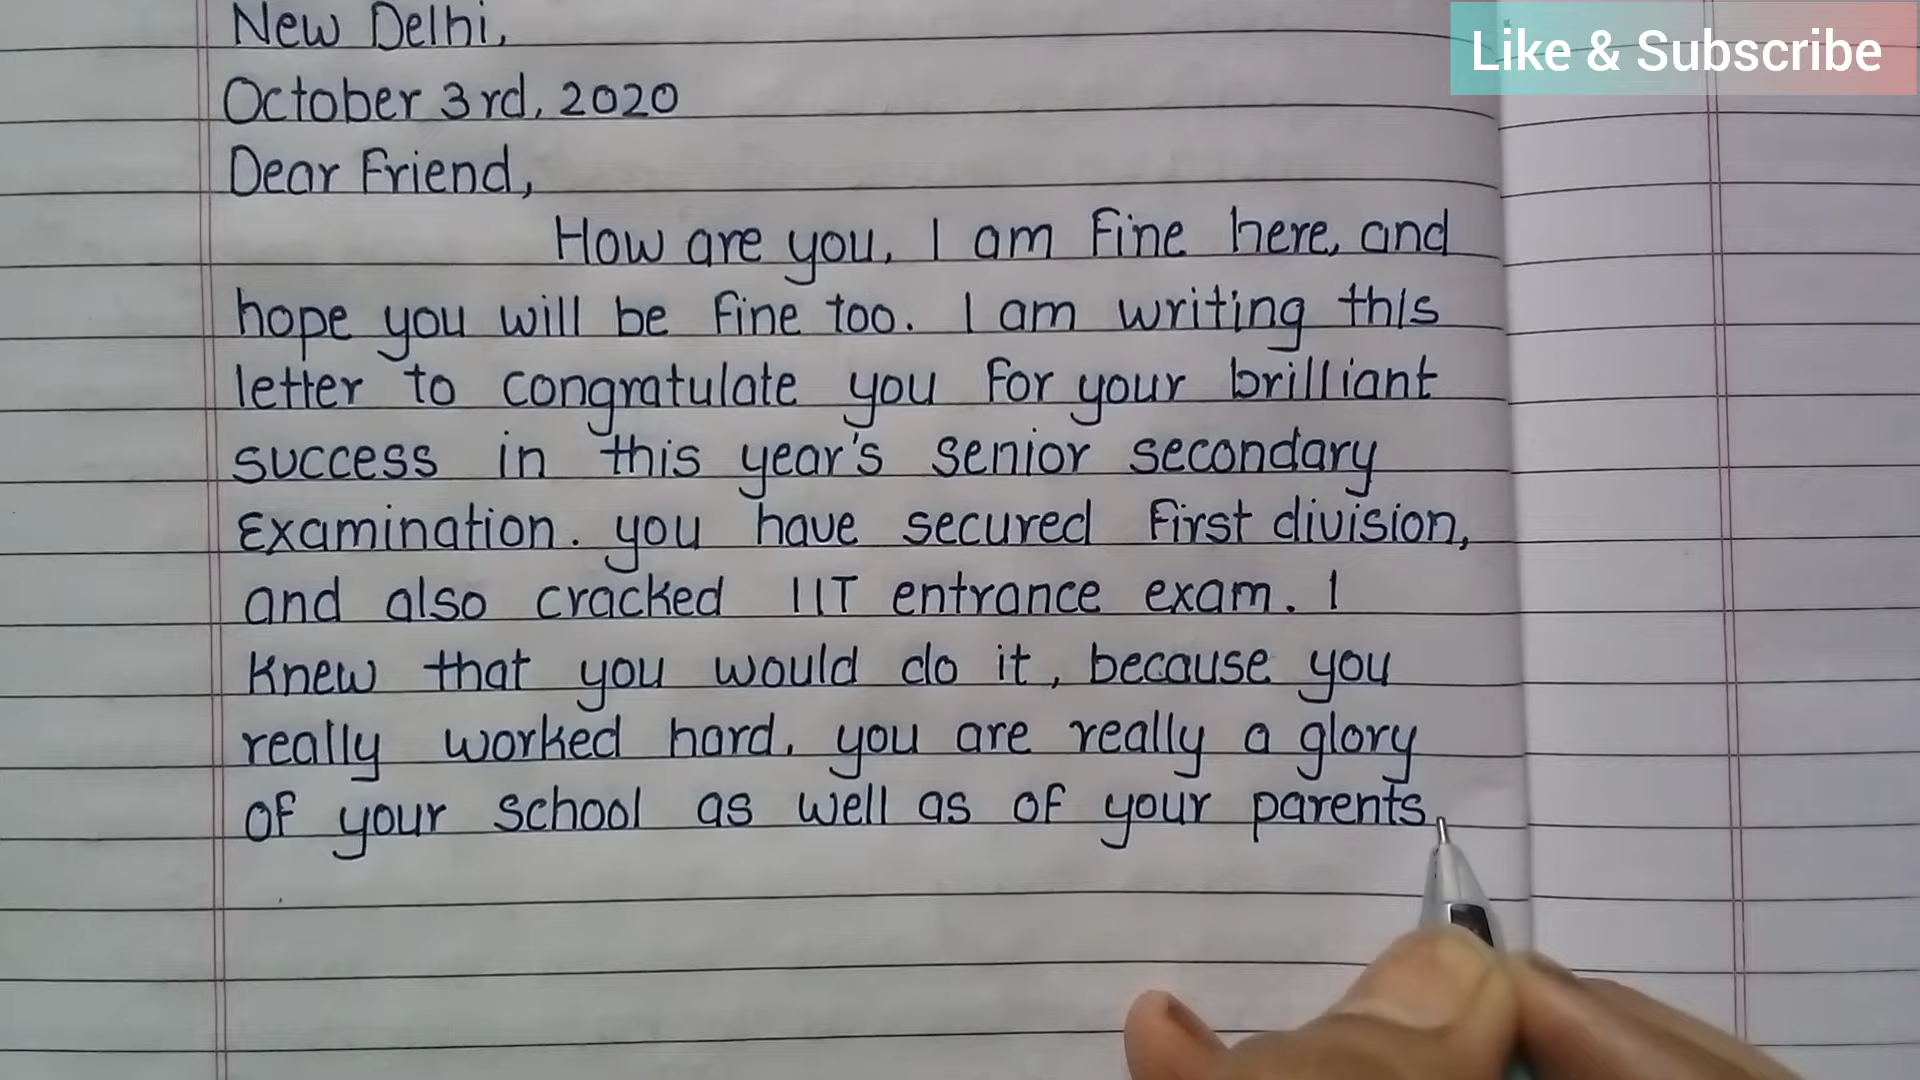 New Delhi,
Like & Subscribe
October 3rd, 2020
Dear Friend,
How are you, I am fine here, and
hope you will be fine too. I am writing this
letter to congratulate you for your brilliant
success in this year's senior secondary
Examination. you have secured first division,
and also cracked IIT entrance exam. I
knew that you would do it, because you
really worked hard. you are really a glory
of your school as well as of your parents.